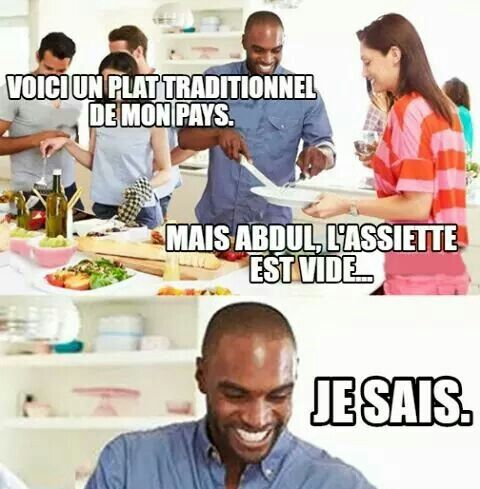 VOICI UN PLAT TRADITIONNEL
DE MON PAYS.
MAIS ABDUL, L'ASSIETTE
EST VIDE...
JE SAIS.